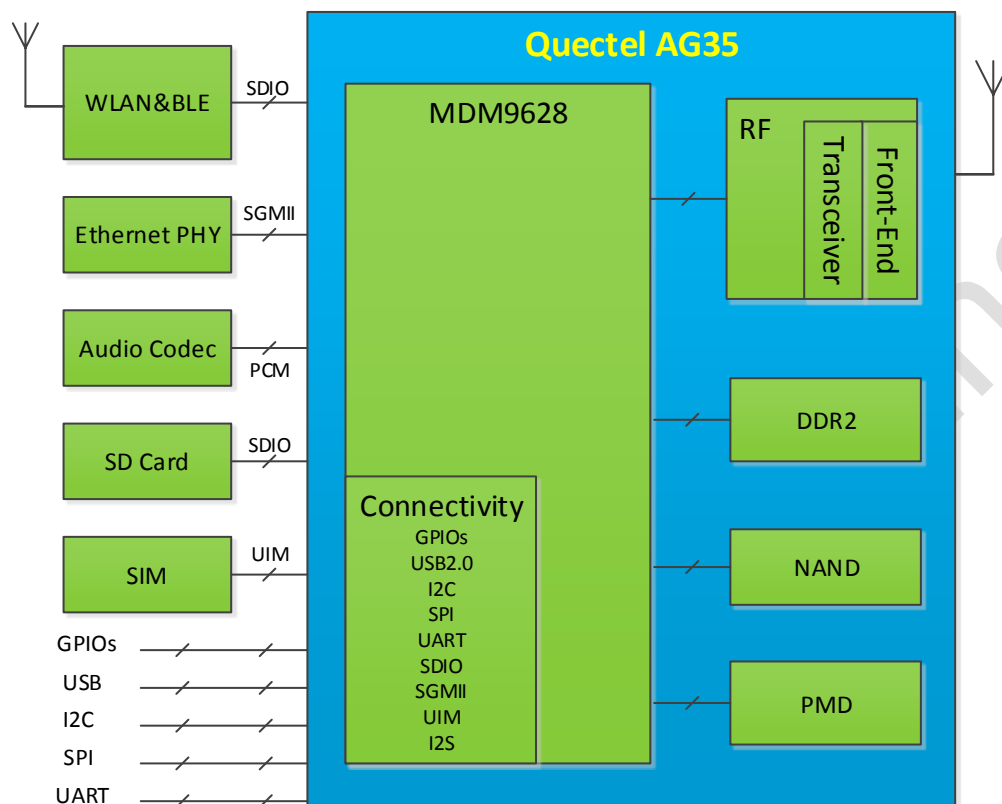 Quectel AG35
WLAN&BLE
SDIO
Ethernet PHY
SGMII
Audio Codec
PCM
SD Card
SDIO
SIM
UIM
GPIOs
USB
I2C
SPI
UART
MDM9628
Connectivity
GPIOs
USB2.0
I2C
SPI
UART
SDIO
SGMII
UIM
I2S
RF
Transceiver
Front-End
DDR2
NAND
PMD